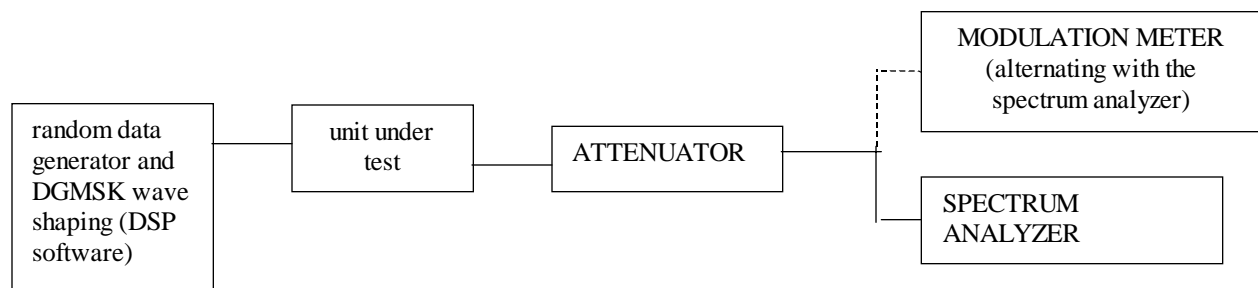 random data
generator and
DGMSK wave
shaping (DSP
software)
unit under
test
ATTENUATOR
MODULATION METER
(alternating with the
spectrum analyzer)
SPECTRUM
ANALYZER